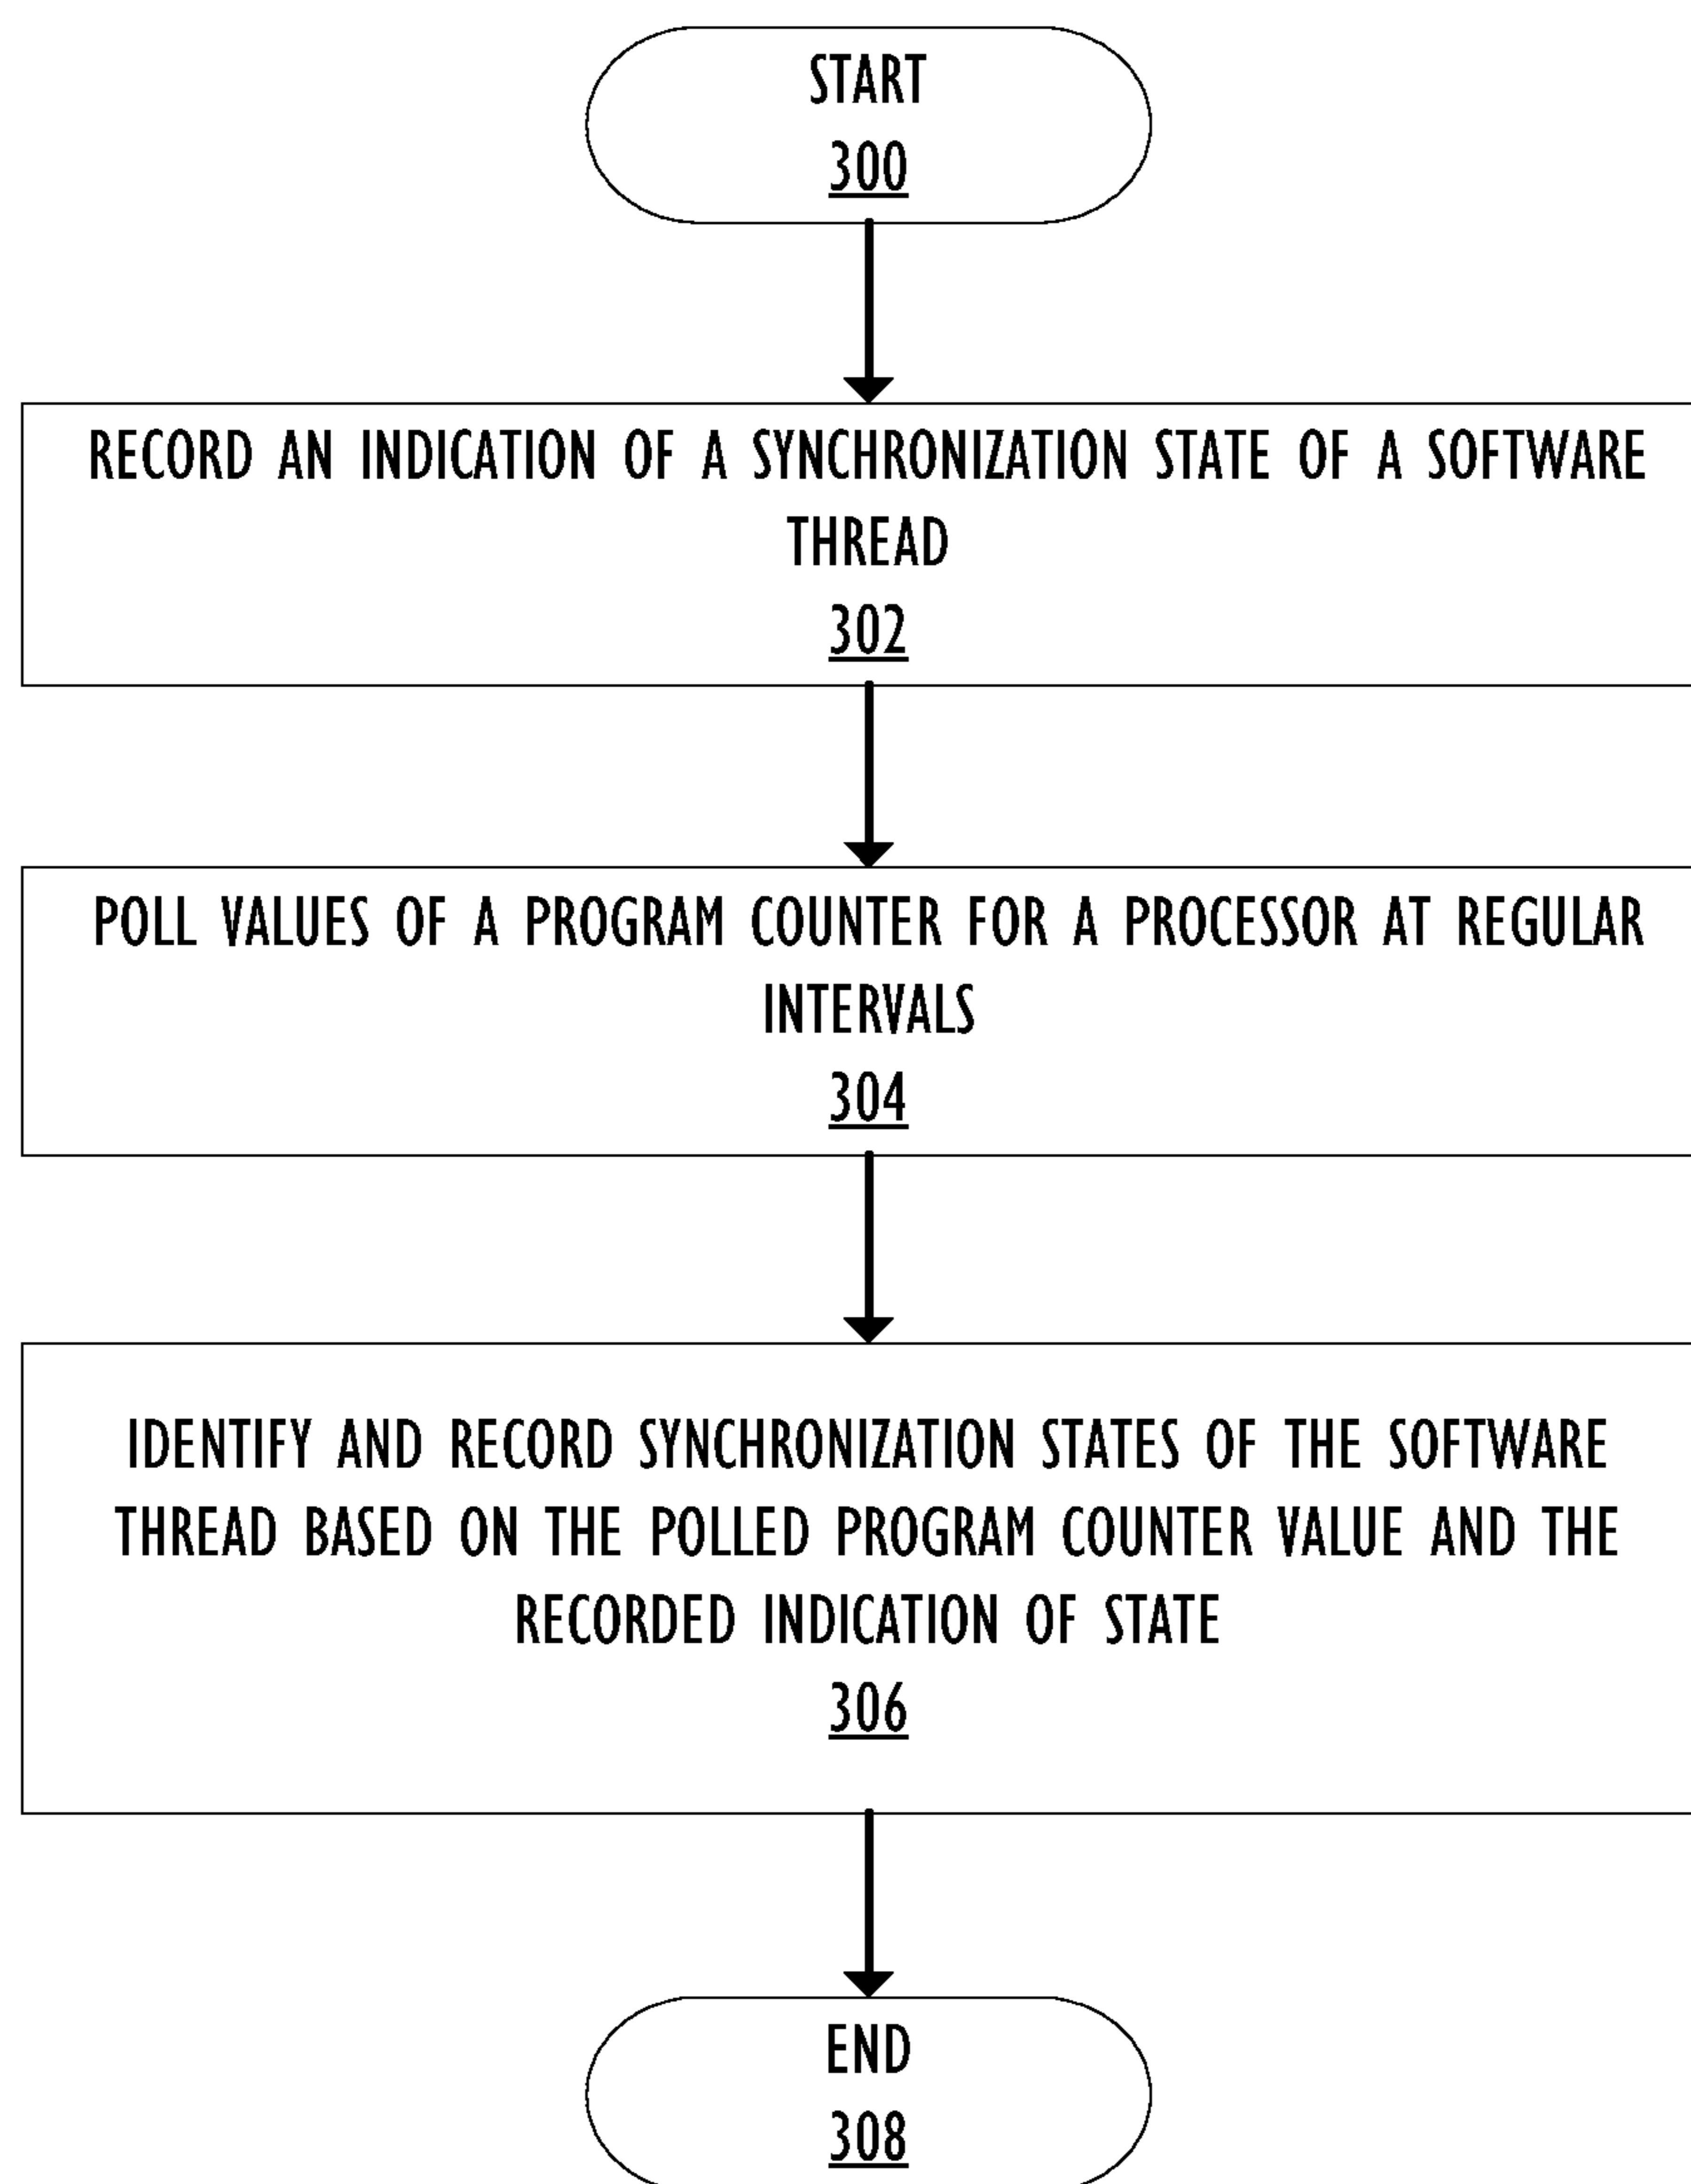 START
300
RECORD AN INDICATION OF A SYNCHRONIZATION STATE OF A SOFTWARE
THREAD
302
POLL VALUES OF A PROGRAM COUNTER FOR A PROCESSOR AT REGULAR
INTERVALS
304
IDENTIFY AND RECORD SYNCHRONIZATION STATES OF THE SOFTWARE
THREAD BASED ON THE POLLED PROGRAM COUNTER VALUE AND THE
RECORDED INDICATION OF STATE
306
END
308